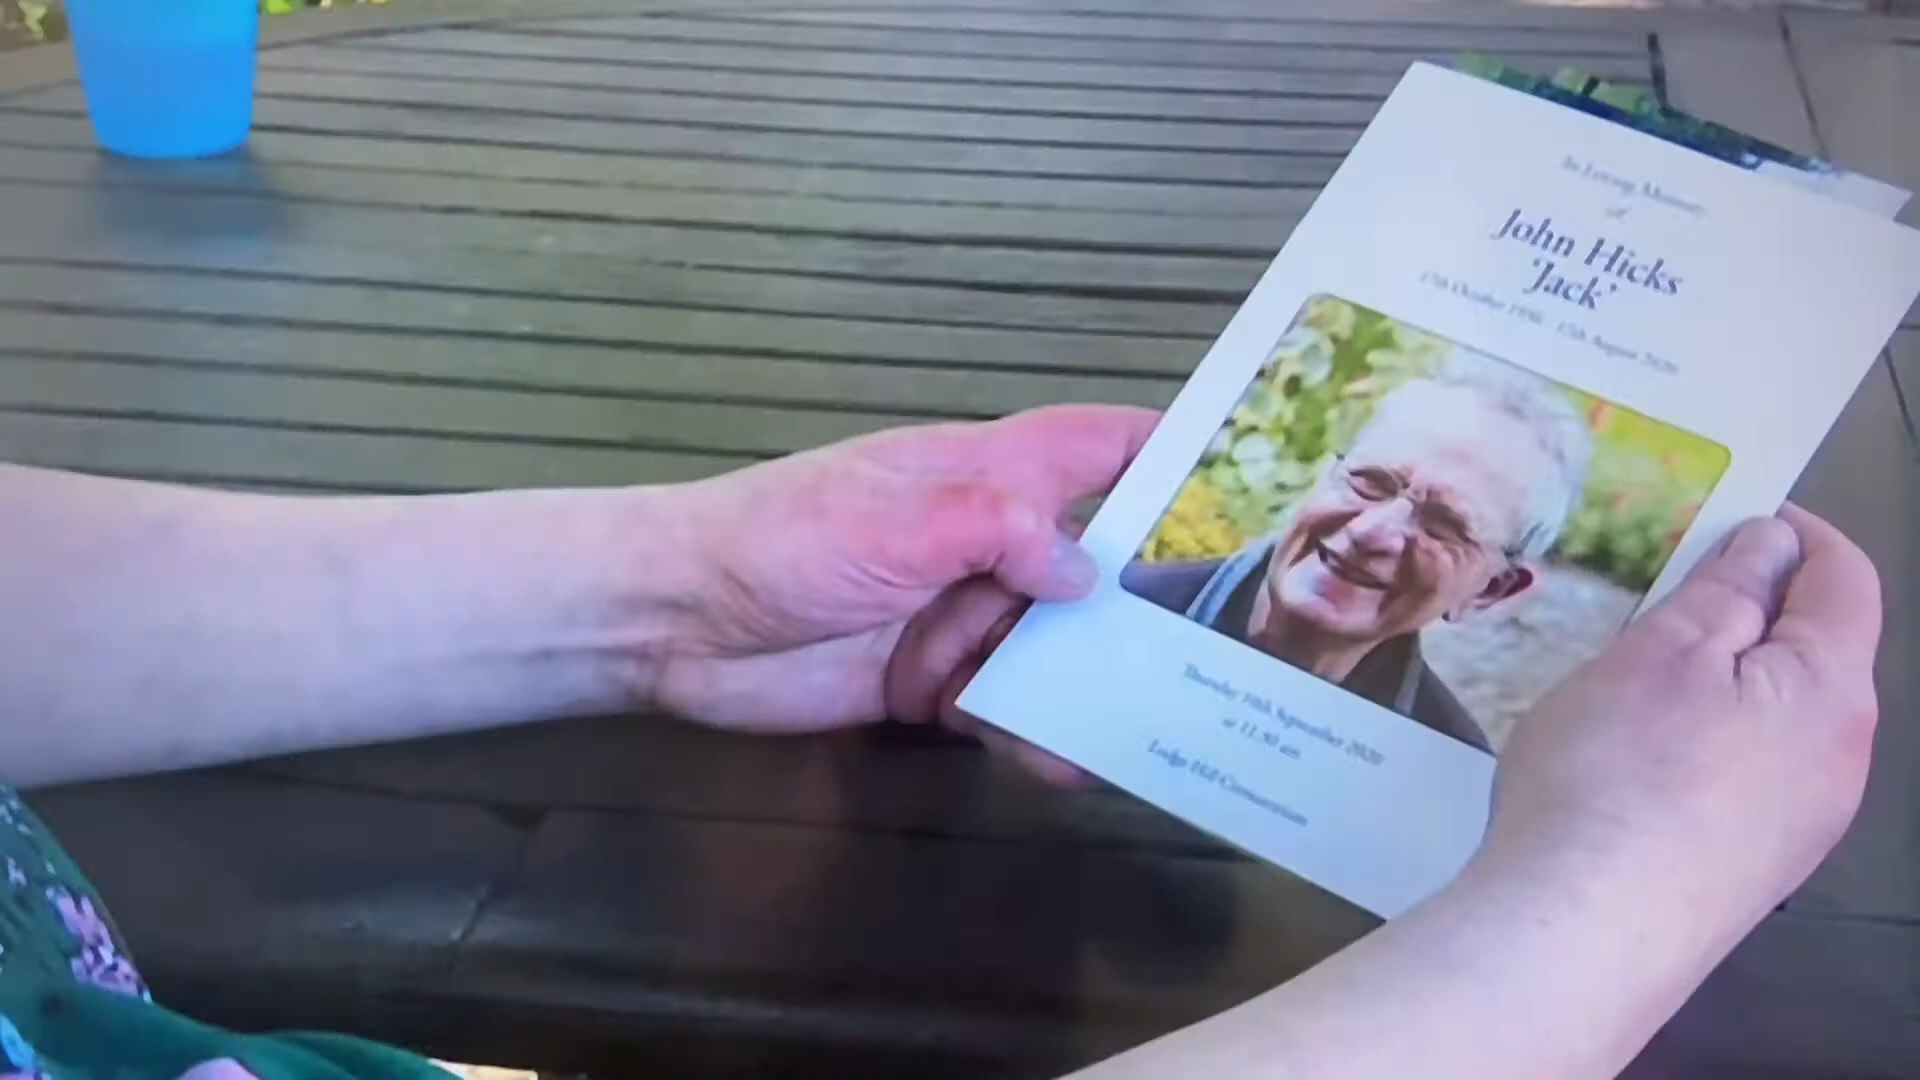 In Loving Memory
of
John Hicks
'Jack'
17th October 1930 - 17th August 2020
Thursday 10th September 2020
at 11.30 am
Lodge Hill Crematorium